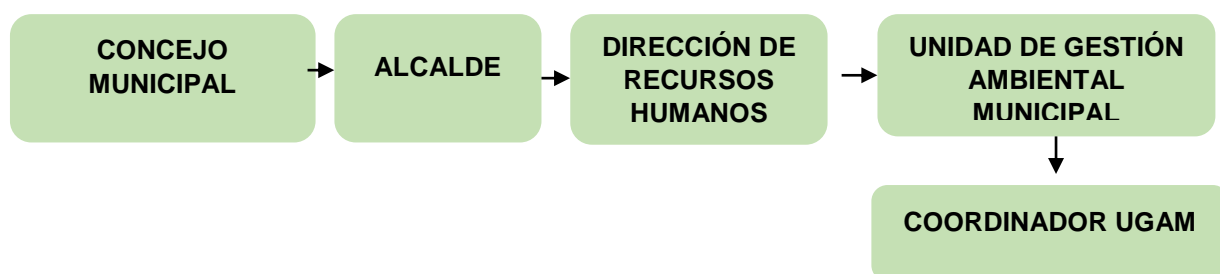 CONCEJO
MUNICIPAL
ALCALDE
DIRECCIÓN DE
RECURSOS
HUMANOS
UNIDAD DE GESTIÓN
AMBIENTAL
MUNICIPAL
COORDINADOR UGAM